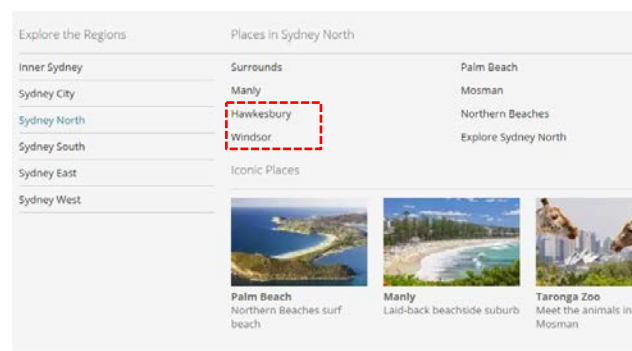 Explore the Regions
Inner Sydney
Sydney City
Sydney North
Sydney South
Sydney East
Sydney West
Places in Sydney North
Surrounds
Manly
Hawkesbury
Windsor
Palm Beach
Mosman
Northern Beaches
Explore Sydney North
Iconic Places
Palm Beach
Northern Beaches surf
beach
Manly
Laid-back beachside suburb
Taronga Zoo
Meet the animals in
Mosman